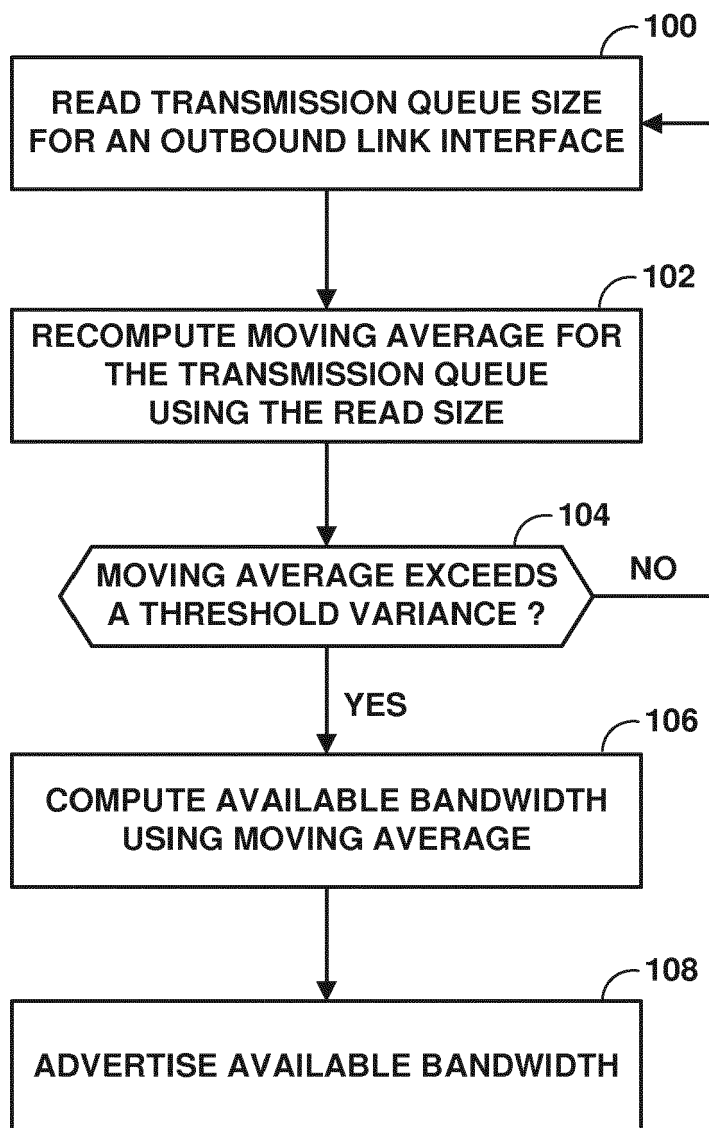 100
READ TRANSMISSION QUEUE SIZE
FOR AN OUTBOUND LINK INTERFACE
102
RECOMPUTE MOVING AVERAGE FOR
THE TRANSMISSION QUEUE
USING THE READ SIZE
104
MOVING AVERAGE EXCEEDS
A THRESHOLD VARIANCE ?
NO
YES
106
COMPUTE AVAILABLE BANDWIDTH
USING MOVING AVERAGE
108
ADVERTISE AVAILABLE BANDWIDTH